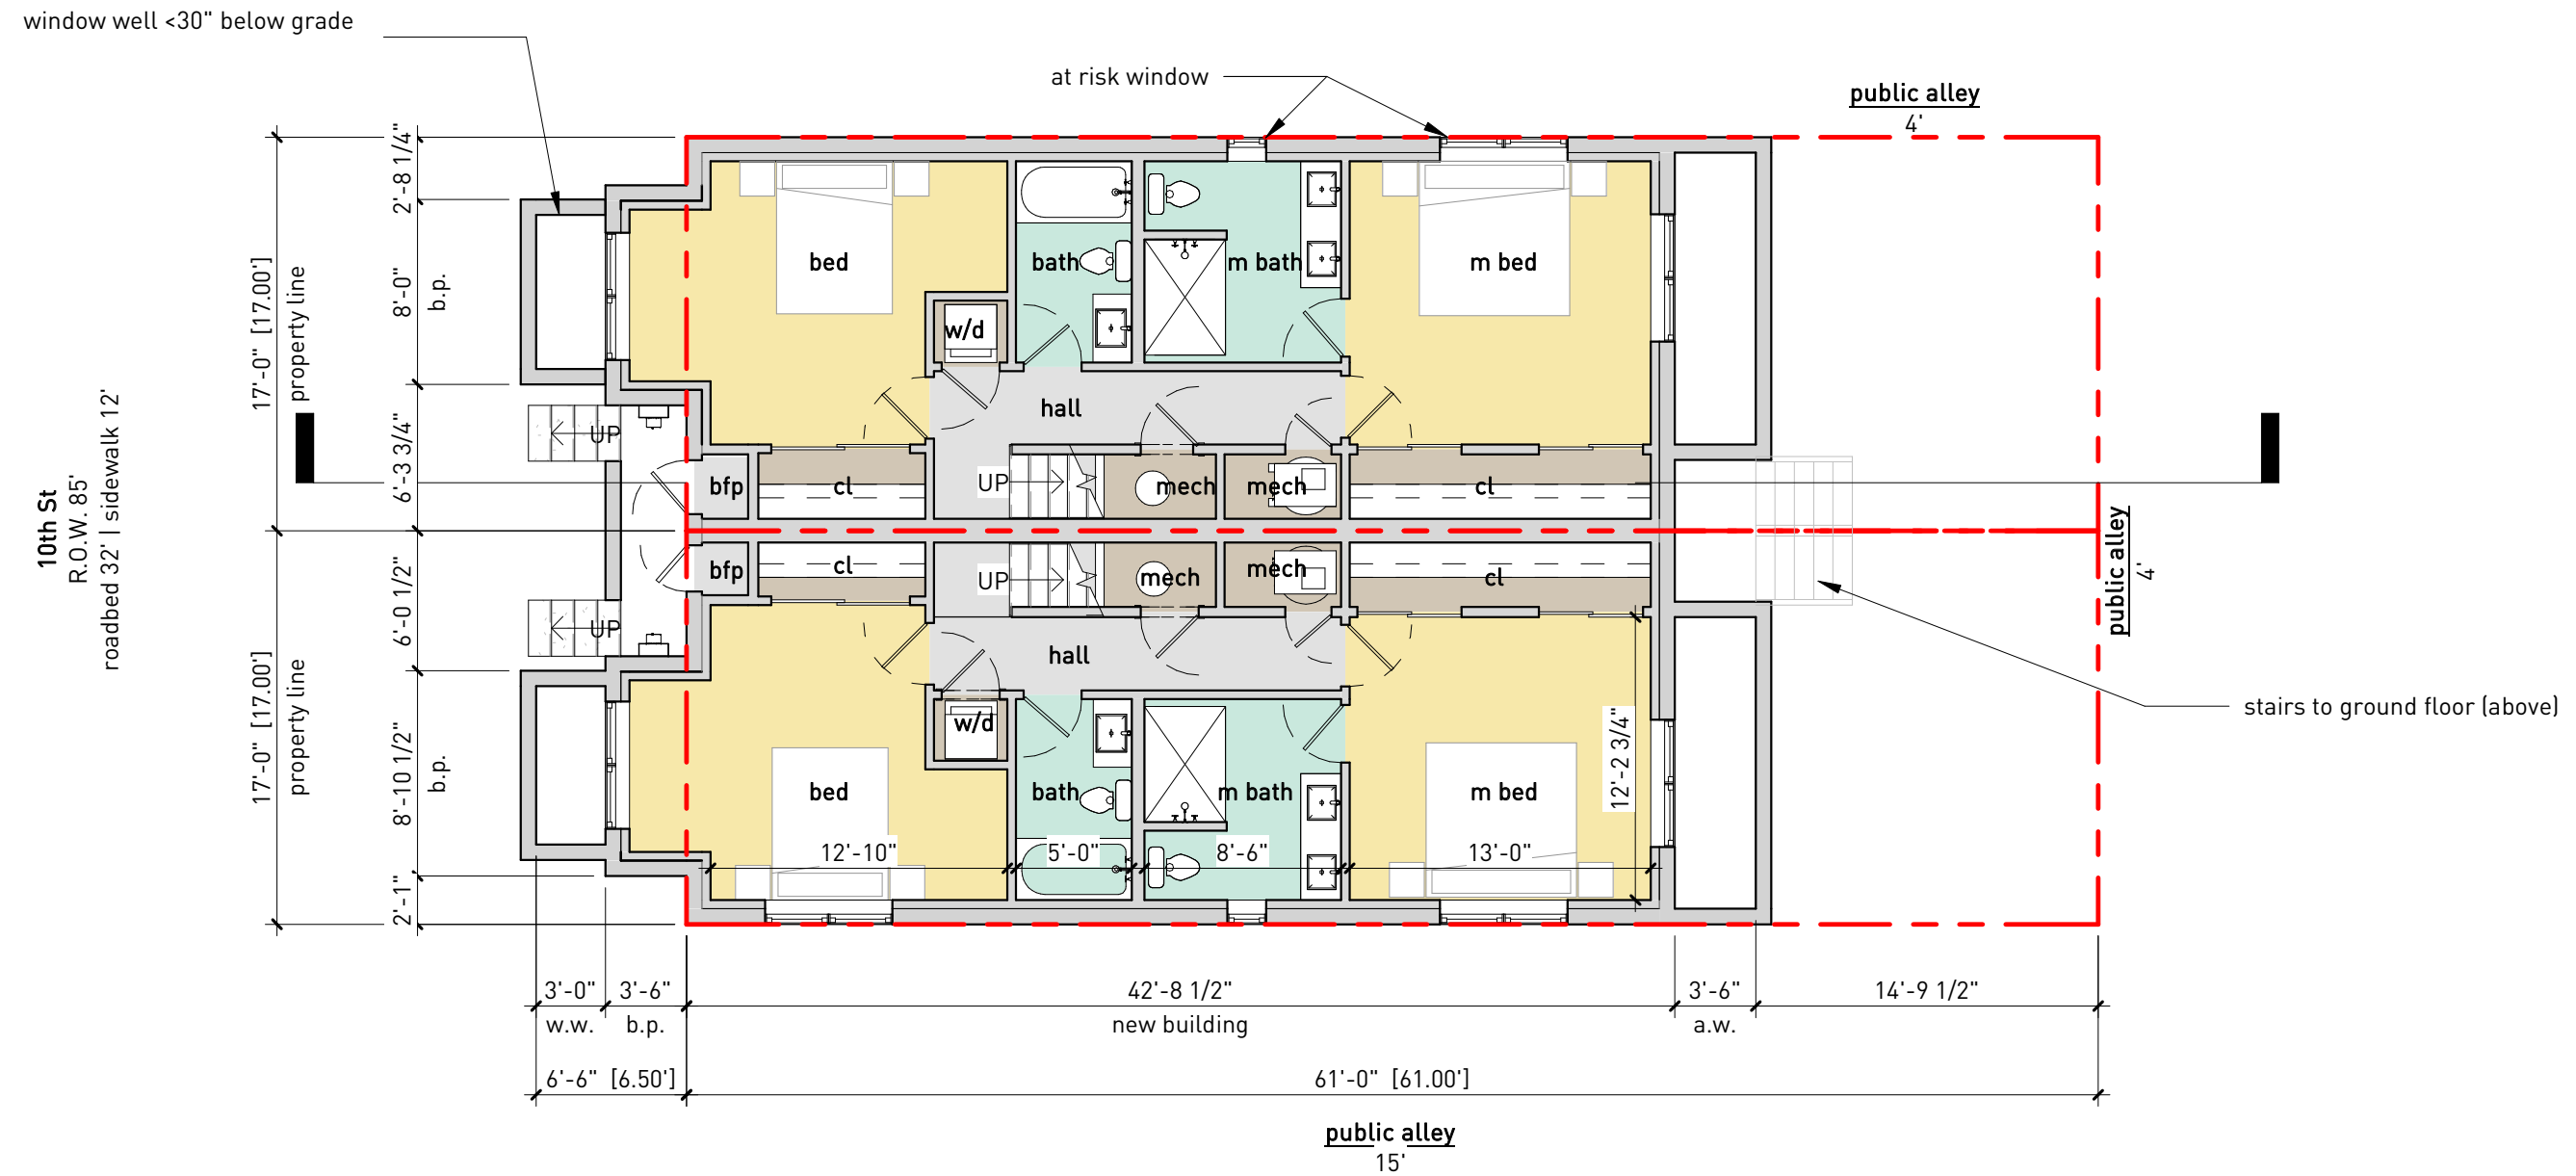 window well <30" below grade
at risk window
public alley
4'
2'-8 1/4"
17'-0" [17.00']
property line
8'-0"
b.p.
bed
bath
m bath
m bed
w/d
hall
10th St
R.O.W. 85'
roadbed 32' | sidewalk 12'
6'-3 3/4"
UP
bfp
cl
UP
mech
mech
cl
public alley
4'
6'-0 1/2"
UP
bfp
cl
UP
mech
mech
cl
hall
stairs to ground floor (above)
17'-0" [17.00']
property line
8'-10 1/2"
b.p.
w/d
12'-2 3/4"
bed
bath
m bath
m bed
12'-10"
5'-0"
8'-6"
13'-0"
2'-1"
3'-0"
w.w.
3'-6"
b.p.
42'-8 1/2"
new building
3'-6"
a.w.
14'-9 1/2"
6'-6" [6.50']
61'-0" [61.00']
public alley
15'